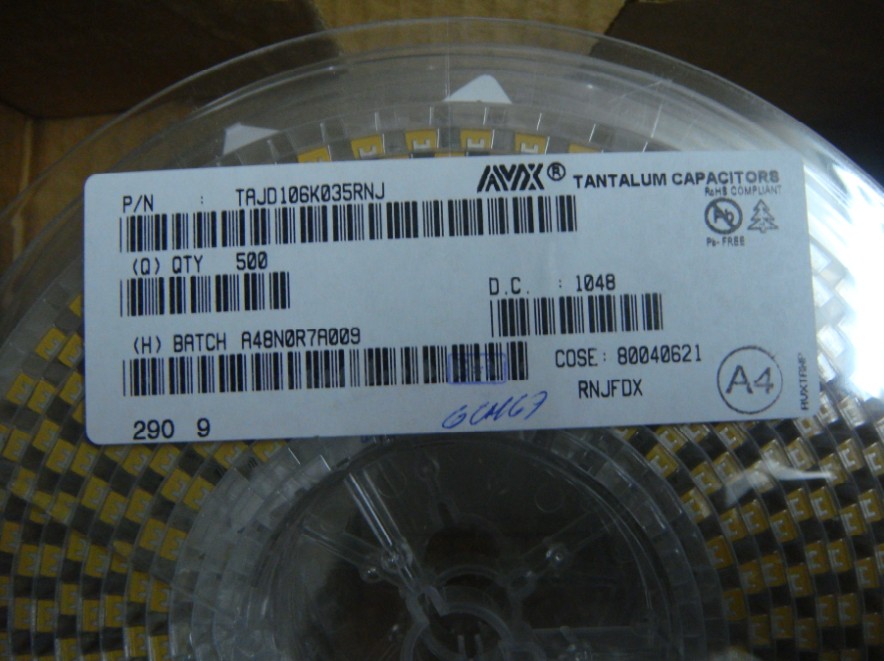 P/N : TAJD106K035RNJ
AVX® TANTALUM CAPACITORS
RoHS COMPLIANT
Pb
Pb-FREE
(Q) QTY 500
D.C. : 1048
(H) BATCH A48N0R7A009
COSE: 80040621
RNJFDX
A4
290 9